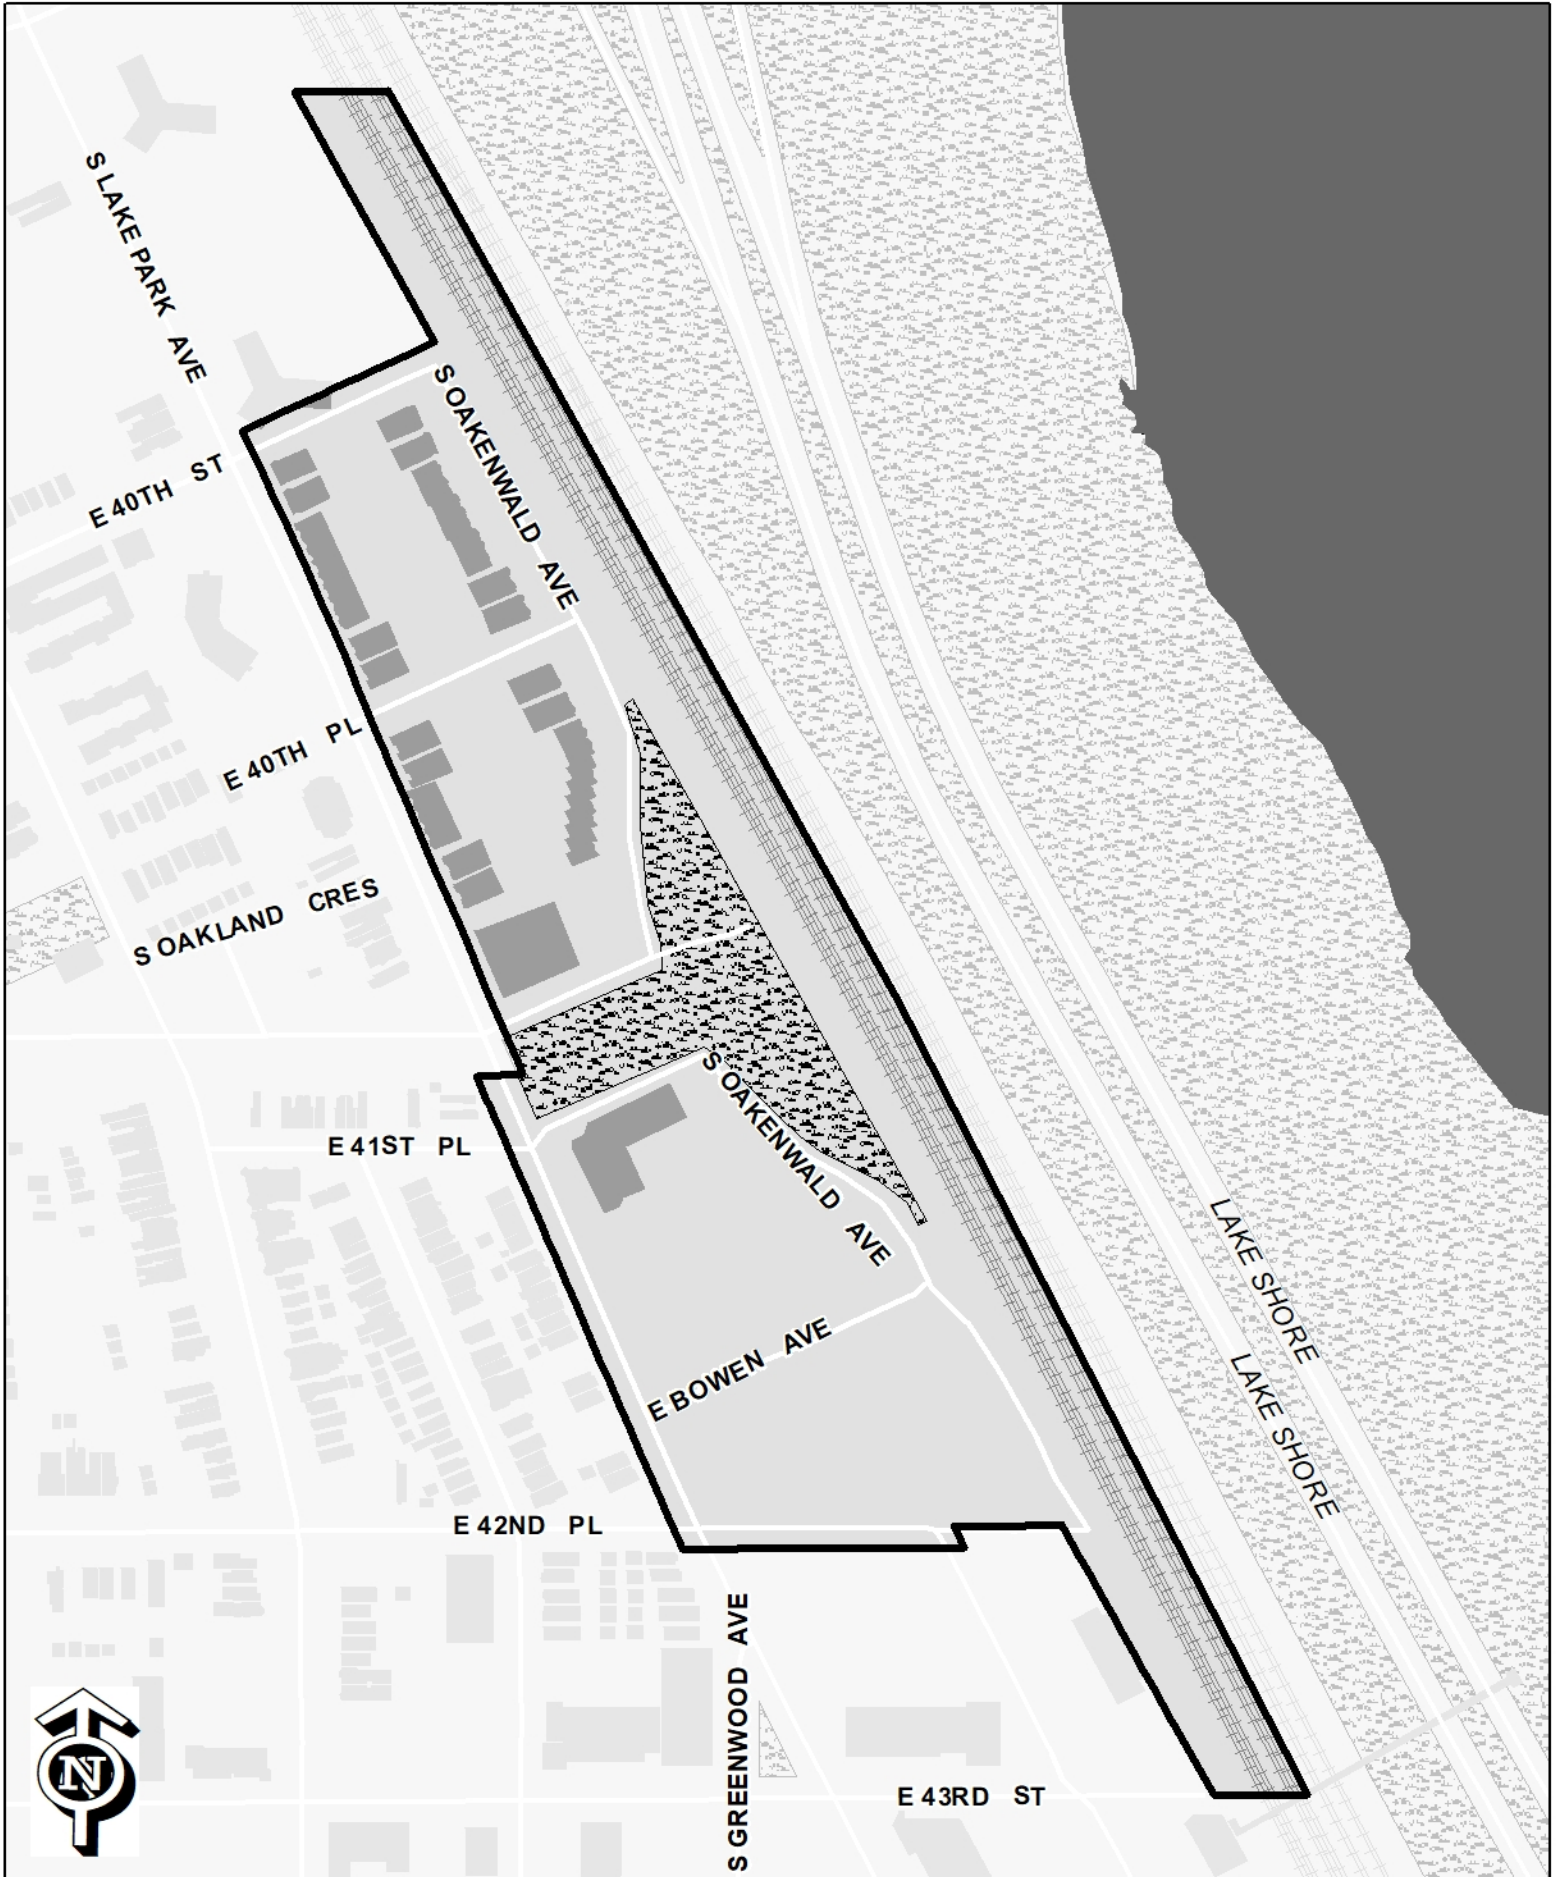 S LAKE PARK AVE
S OAKENWALD AVE
E 40TH ST
E 40TH PL
S OAKLAND CRES
S OAKENWALD AVE
E 41ST PL
LAKE SHORE
E BOWEN AVE
LAKE SHORE
E 42ND PL
S GREENWOOD AVE
N
E 43RD ST